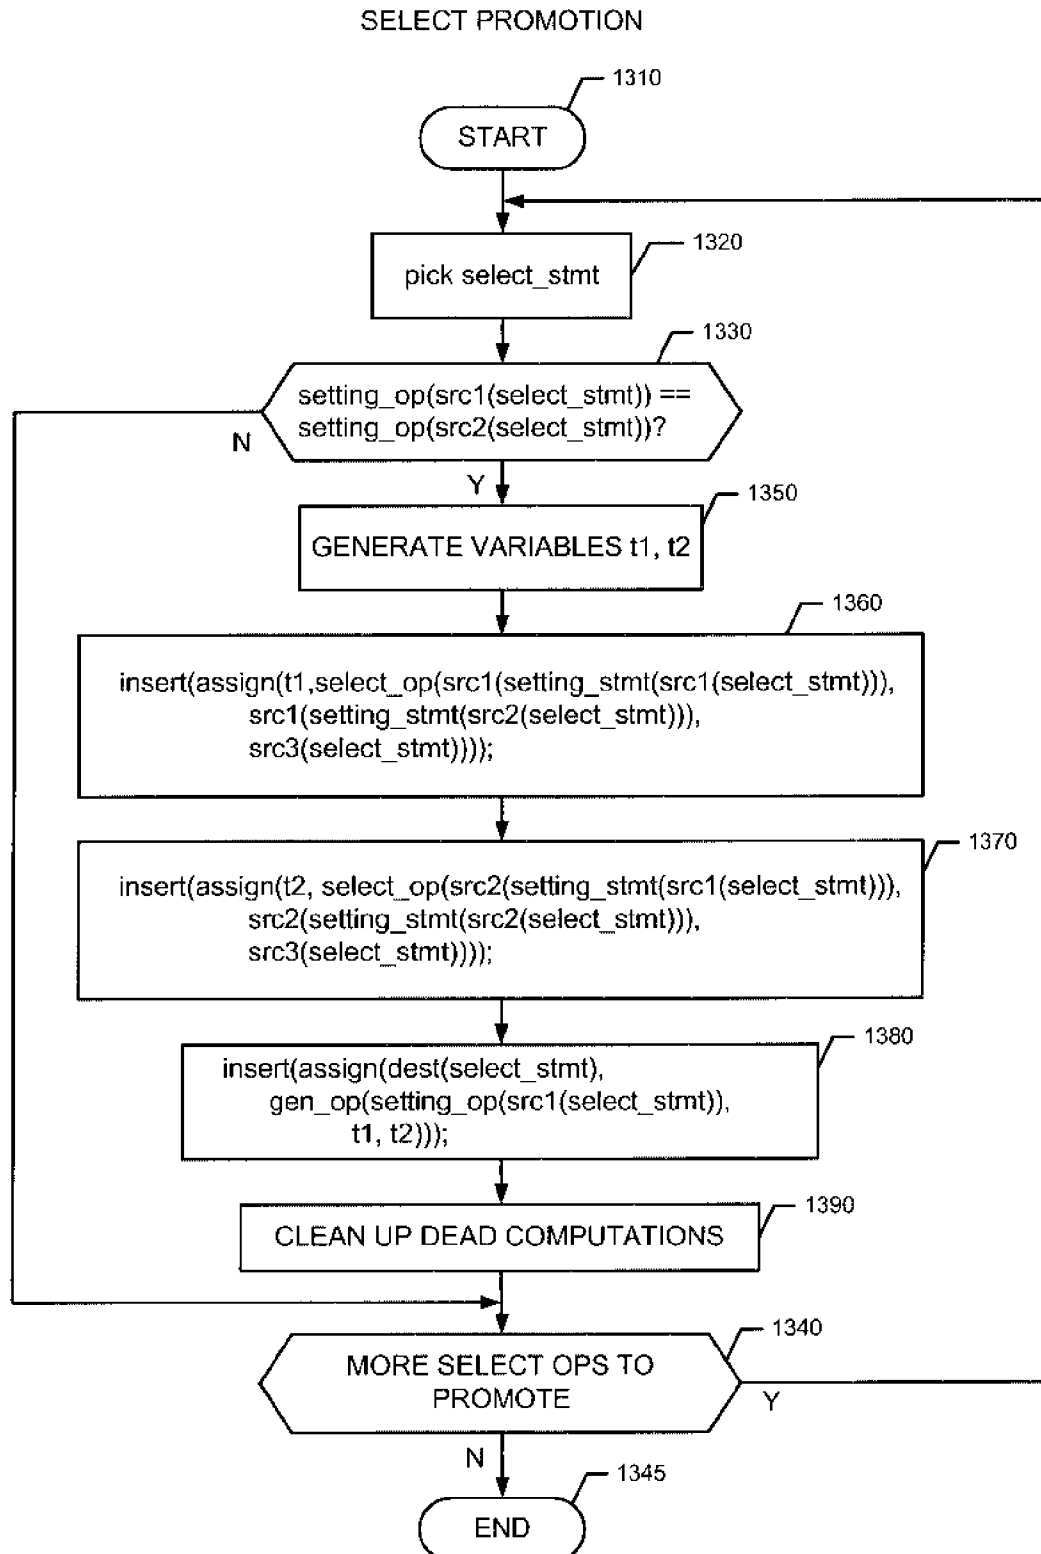 SELECT PROMOTION
1310
START
1320
pick select_stmt
1330
setting_op(src1(select_stmt)) ==
setting_op(src2(select_stmt))?
N
Y
1350
GENERATE VARIABLES t1, t2
1360
insert(assign(t1,select_op(src1(setting_stmt(src1(select_stmt))),
src1(setting_stmt(src2(select_stmt))),
src3(select_stmt))));
1370
insert(assign(t2, select_op(src2(setting_stmt(src1(select_stmt))),
src2(setting_stmt(src2(select_stmt))),
src3(select_stmt))));
1380
insert(assign(dest(select_stmt),
gen_op(setting_op(src1(select_stmt)),
t1, t2)));
1390
CLEAN UP DEAD COMPUTATIONS
1340
MORE SELECT OPS TO
PROMOTE
Y
N
1345
END